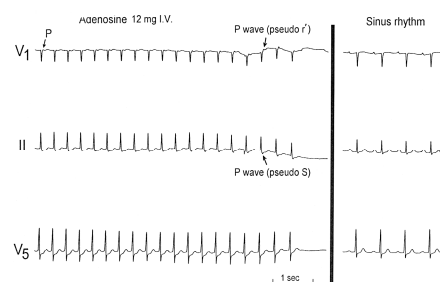 Adenosine 12 mg I.V.
Sinus rhythm
P
P wave (pseudo r′)
V1
II
P wave (pseudo S)
V5
1 sec